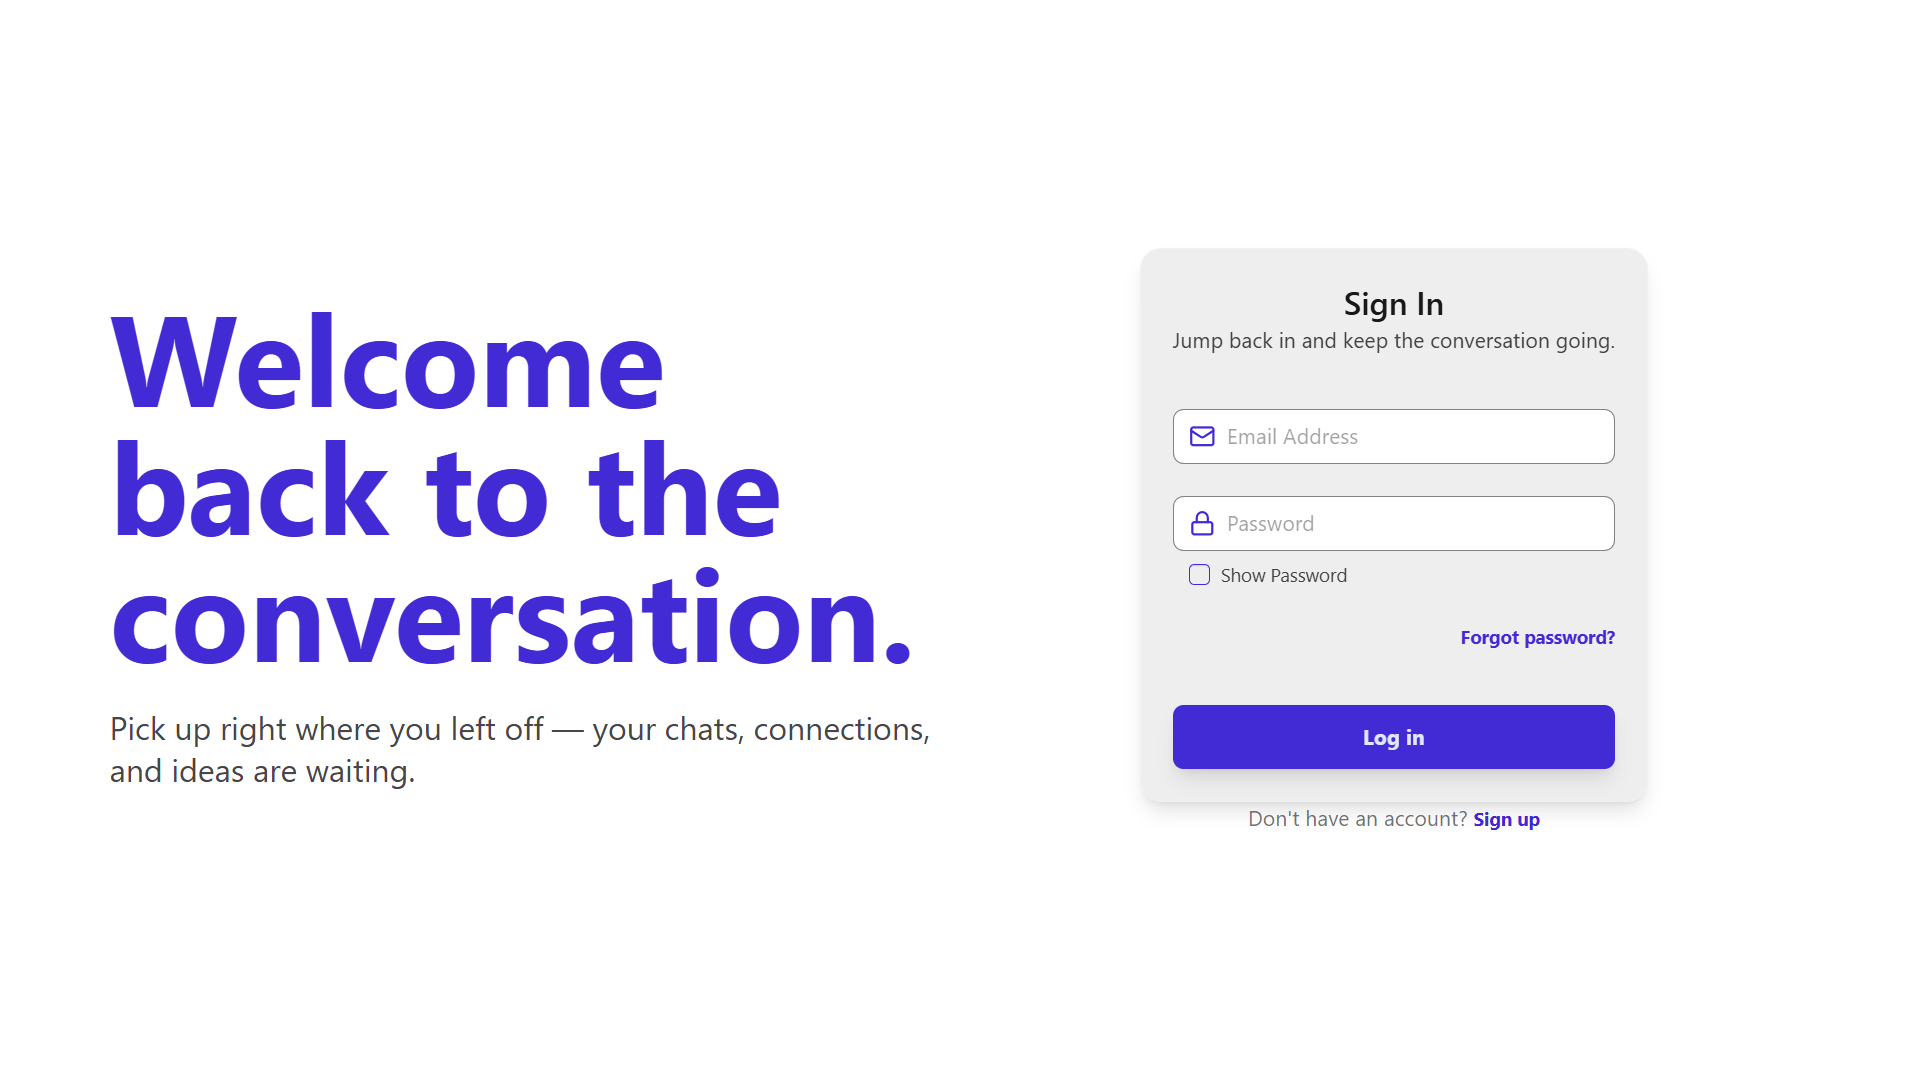 Welcome
back to the
conversation.
Pick up right where you left off — your chats, connections,
and ideas are waiting.
Sign In
Jump back in and keep the conversation going.
Email Address
Password
Show Password
Forgot password?
Log in
Don't have an account? Sign up